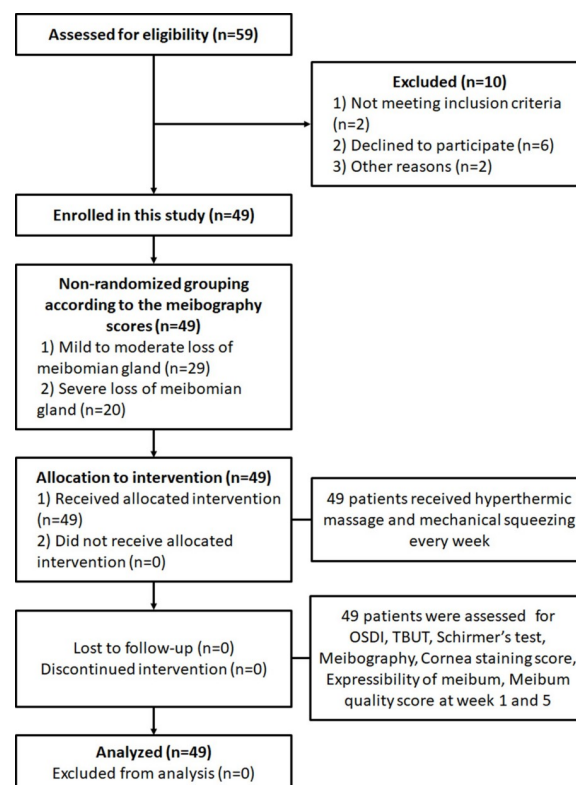 Assessed for eligibility (n=59)
Excluded (n=10)
1) Not meeting inclusion criteria
(n=2)
2) Declined to participate (n=6)
3) Other reasons (n=2)
Enrolled in this study (n=49)
Non-randomized grouping
according to the meibography
scores (n=49)
1) Mild to moderate loss of
meibomian gland (n=29)
2) Severe loss of meibomian
gland (n=20)
Allocation to intervention (n=49)
1) Received allocated intervention
(n=49)
2) Did not receive allocated
intervention (n=0)
49 patients received hyperthermic
massage and mechanical squeezing
every week
Lost to follow-up (n=0)
Discontinued intervention (n=0)
49 patients were assessed for
OSDI, TBUT, Schirmer's test,
Meibography, Cornea staining score,
Expressibility of meibum, Meibum
quality score at week 1 and 5
Analyzed (n=49)
Excluded from analysis (n=0)